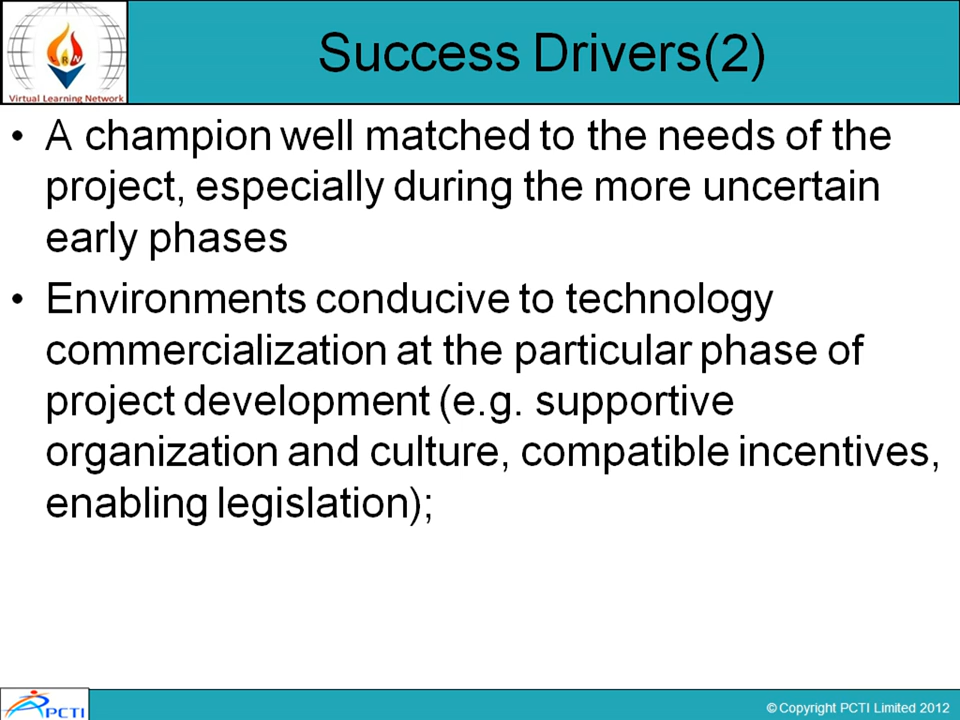 Success Drivers(2)
Virtual Learning Network
• A champion well matched to the needs of the
project, especially during the more uncertain
early phases
• Environments conducive to technology
commercialization at the particular phase of
project development (e.g. supportive
organization and culture, compatible incentives,
enabling legislation);
PCTI
© Copyright PCTI Limited 2012